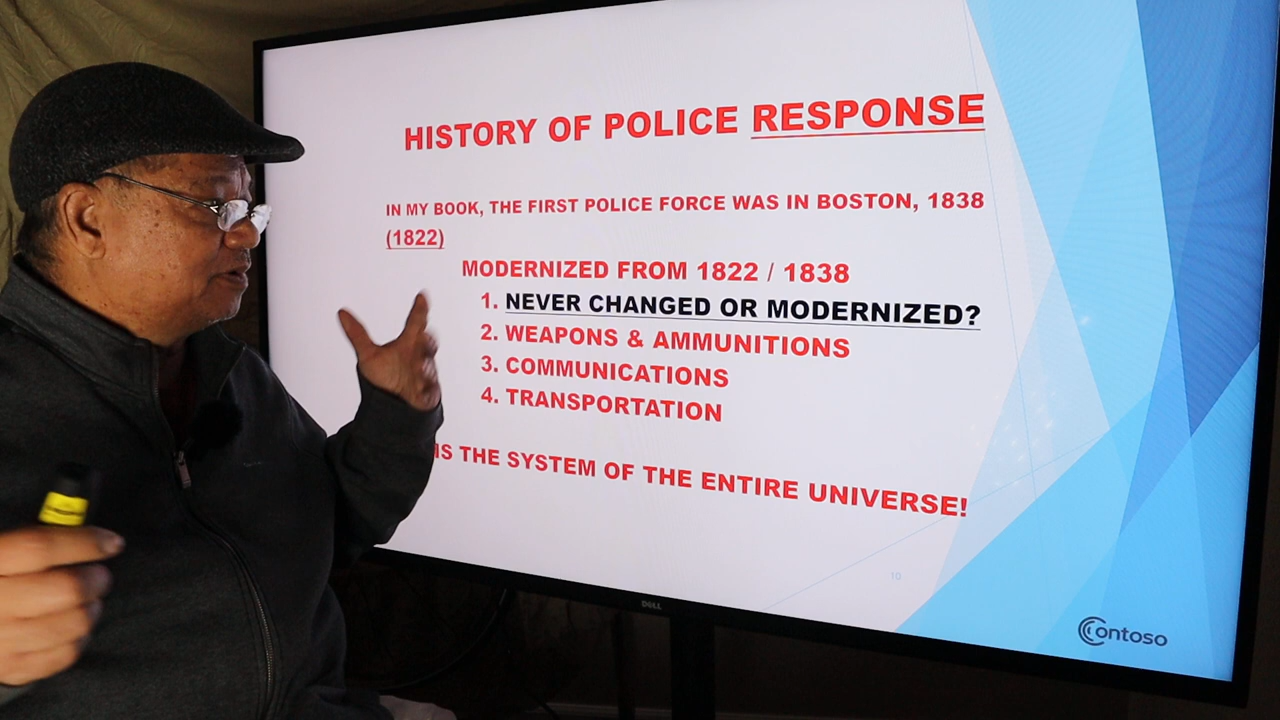 HISTORY OF POLICE RESPONSE
IN MY BOOK, THE FIRST POLICE FORCE WAS IN BOSTON, 1838
(1822)
MODERNIZED FROM 1822 / 1838
1. NEVER CHANGED OR MODERNIZED?
2. WEAPONS & AMMUNITIONS
3. COMMUNICATIONS
4. TRANSPORTATION
IS THE SYSTEM OF THE ENTIRE UNIVERSE!
10
Contoso
DELL